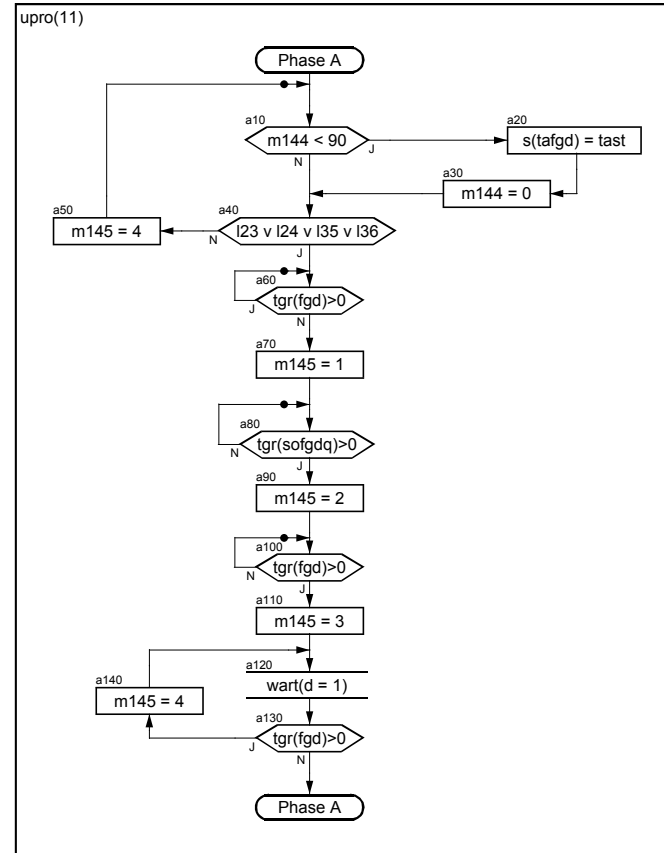 upro(11)
Phase A
a10
m144 < 90
J
N
a20
s(tafgd) = tast
a30
m144 = 0
a50
m145 = 4
a40
l23 v l24 v l35 v l36
N
J
a60
tgr(fgd)>0
J
N
a70
m145 = 1
a80
tgr(sofgdq)>0
N
J
a90
m145 = 2
a100
tgr(fgd)>0
N
J
a110
m145 = 3
a120
wart(d = 1)
a140
m145 = 4
a130
tgr(fgd)>0
J
N
Phase A